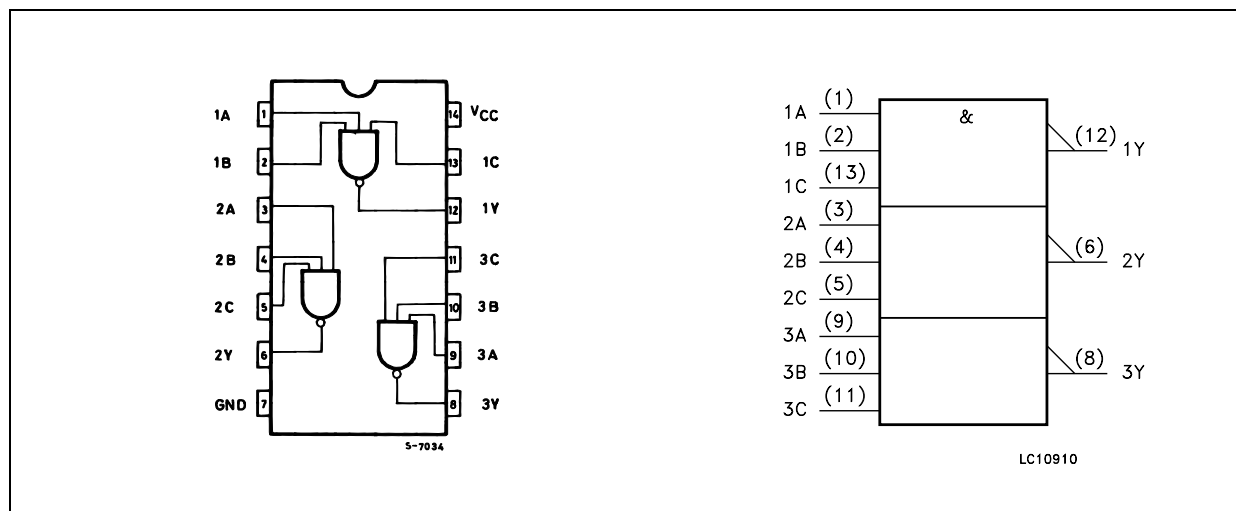 1A 1 14 VCC
1B 2 13 1C
2A 3 12 1Y
2B 4 11 3C
2C 5 10 3B
2Y 6 9 3A
GND 7 8 3Y
S-7034
&
1A (1)
1B (2)
1C (13)
2A (3)
2B (4)
2C (5)
3A (9)
3B (10)
3C (11)
(12) 1Y
(6) 2Y
(8) 3Y
LC10910